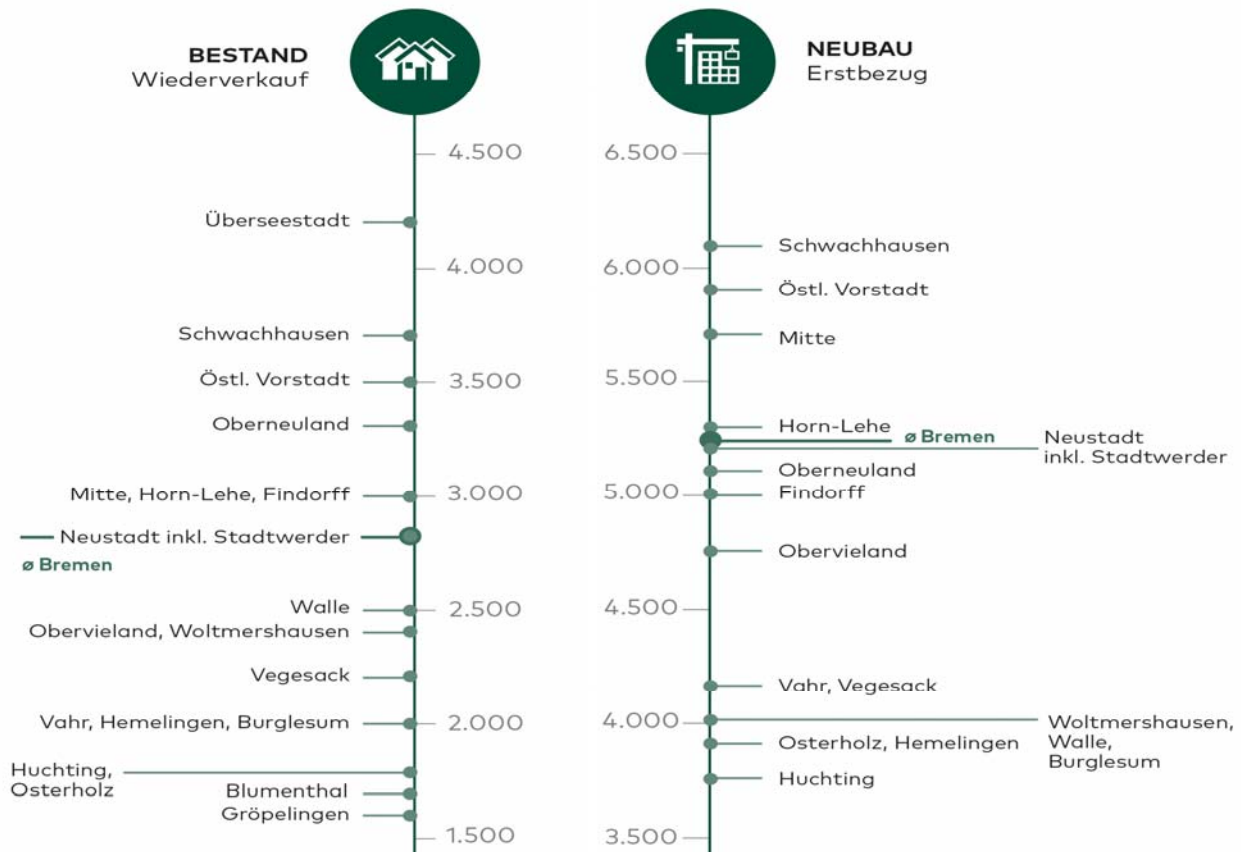 BESTAND
Wiederverkauf
4.500
Überseestadt
4.000
Schwachhausen
Östl. Vorstadt
3.500
Oberneuland
Mitte, Horn-Lehe, Findorff
3.000
Neustadt inkl. Stadtwerder
ø Bremen
Walle
2.500
Obervieland, Woltmershausen
Vegesack
Vahr, Hemelingen, Burglesum
2.000
Huchting,
Osterholz
Blumenthal
Gröpelingen
1.500
NEUBAU
Erstbezug
6.500
Schwachhausen
6.000
Östl. Vorstadt
Mitte
5.500
Horn-Lehe
ø Bremen
Neustadt
inkl. Stadtwerder
Oberneuland
5.000
Findorff
Obervieland
4.500
Vahr, Vegesack
4.000
Woltmershausen,
Walle,
Burglesum
Osterholz, Hemelingen
Huchting
3.500